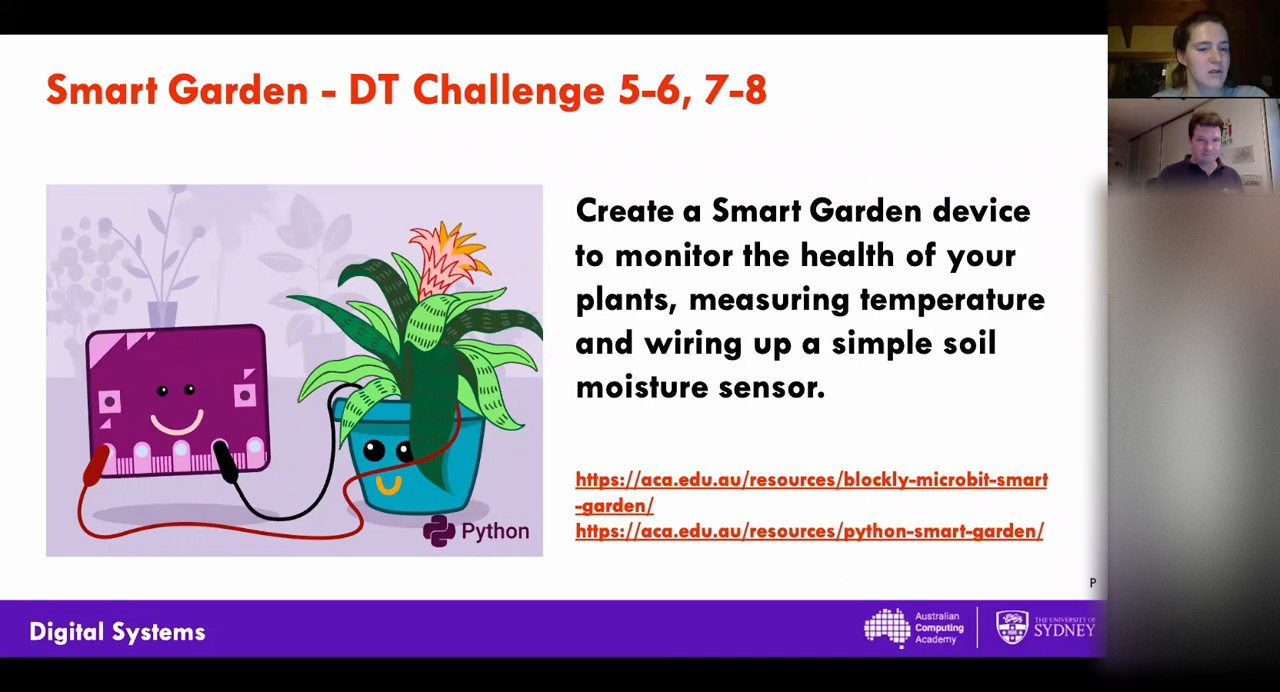 Smart Garden - DT Challenge 5-6, 7-8
Create a Smart Garden device
to monitor the health of your
plants, measuring temperature
and wiring up a simple soil
moisture sensor.
Python
https://aca.edu.au/resources/blockly-microbit-smart
-garden/
https://aca.edu.au/resources/python-smart-garden/
P
Digital Systems
Australian
Computing
Academy
THE UNIVERSITY OF
SYDNEY